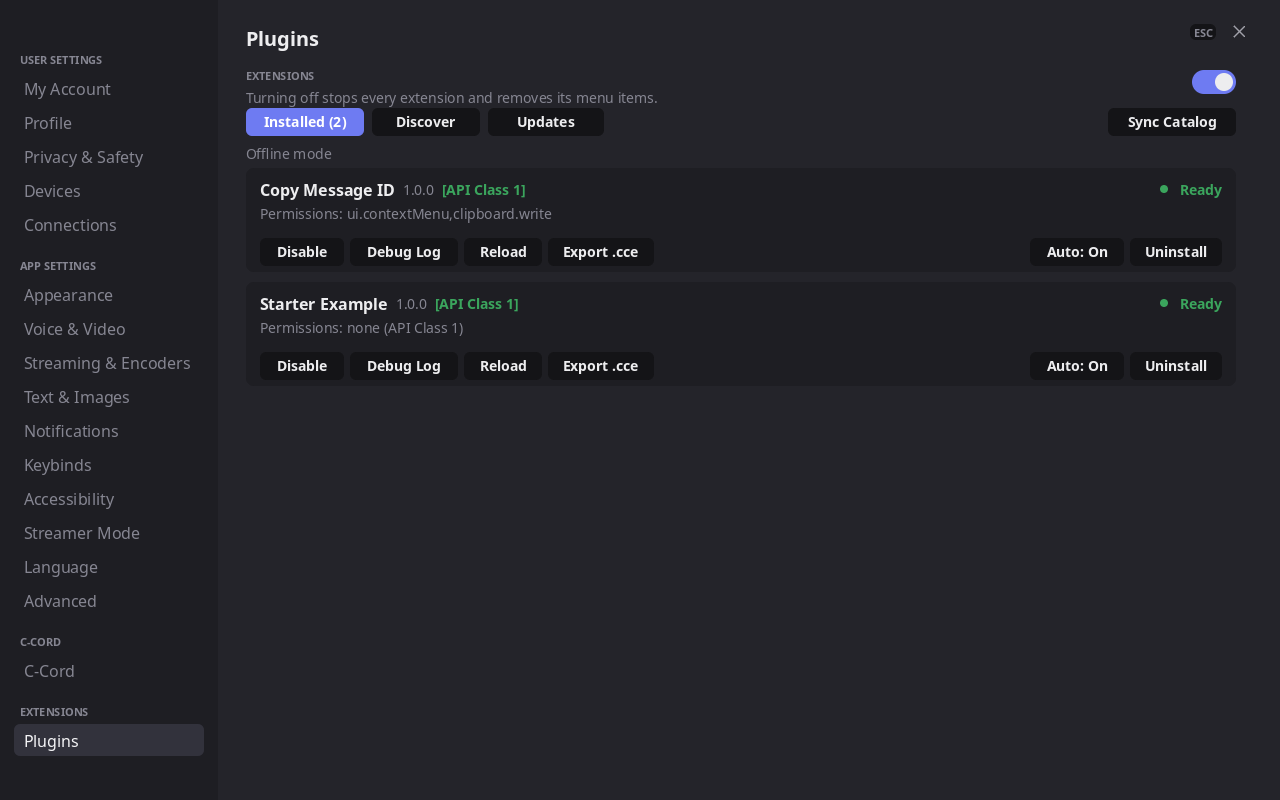 USER SETTINGS
My Account
Profile
Privacy & Safety
Devices
Connections
APP SETTINGS
Appearance
Voice & Video
Streaming & Encoders
Text & Images
Notifications
Keybinds
Accessibility
Streamer Mode
Language
Advanced
C-CORD
C-Cord
EXTENSIONS
Plugins
Plugins
ESC
EXTENSIONS
Turning off stops every extension and removes its menu items.
Installed (2) Discover Updates Sync Catalog
Offline mode
Copy Message ID 1.0.0 [API Class 1] Ready
Permissions: ui.contextMenu,clipboard.write
Disable Debug Log Reload Export .cce Auto: On Uninstall
Starter Example 1.0.0 [API Class 1] Ready
Permissions: none (API Class 1)
Disable Debug Log Reload Export .cce Auto: On Uninstall